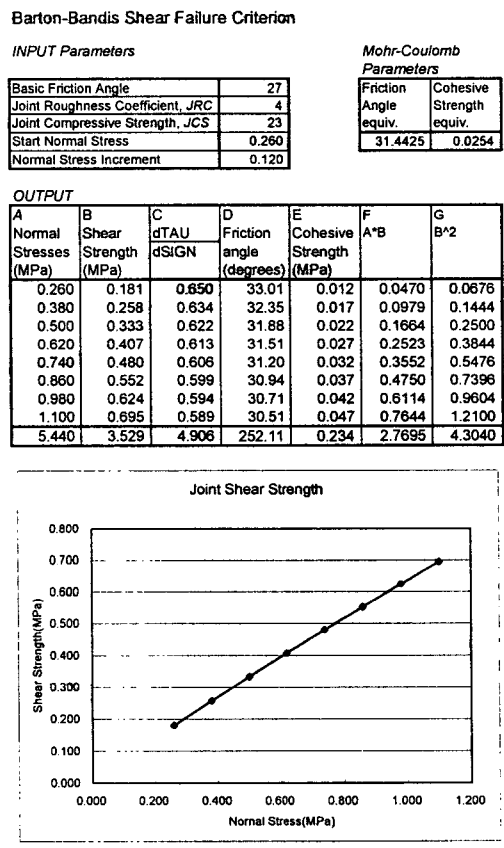 Barton-Bandis Shear Failure Criterion
INPUT Parameters
Basic Friction Angle 27
Joint Roughness Coefficient, JRC 4
Joint Compressive Strength, JCS 23
Start Normal Stress 0.260
Normal Stress Increment 0.120
Mohr-Coulomb
Parameters
Friction Cohesive
Angle Strength
equiv. equiv.
31.4425 0.0254
OUTPUT
A B C D E F G
Normal Shear dTAU Friction Cohesive A*B B^2
Stresses Strength dSIGN angle Strength
(MPa) (MPa) (degrees) (MPa)
0.260 0.181 0.650 33.01 0.012 0.0470 0.0676
0.380 0.258 0.634 32.35 0.017 0.0979 0.1444
0.500 0.333 0.622 31.88 0.022 0.1664 0.2500
0.620 0.407 0.613 31.51 0.027 0.2523 0.3844
0.740 0.480 0.606 31.20 0.032 0.3552 0.5476
0.860 0.552 0.599 30.94 0.037 0.4750 0.7396
0.980 0.624 0.594 30.71 0.042 0.6114 0.9604
1.100 0.695 0.589 30.51 0.047 0.7644 1.2100
5.440 3.529 4.906 252.11 0.234 2.7695 4.3040
Joint Shear Strength
Shear Strength(MPa)
0.800
0.700
0.600
0.500
0.400
0.300
0.200
0.100
0.000
0.000 0.200 0.400 0.600 0.800 1.000 1.200
Normal Stress(MPa)